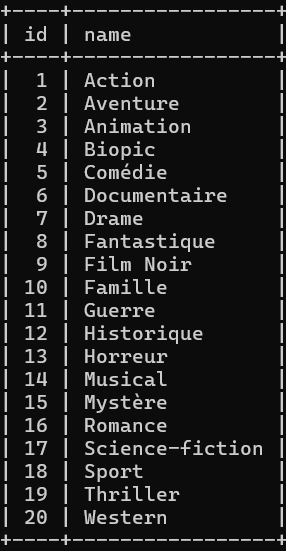 +----+-----------------+
| id | name            |
+----+-----------------+
|  1 | Action          |
|  2 | Aventure        |
|  3 | Animation       |
|  4 | Biopic          |
|  5 | Comédie         |
|  6 | Documentaire    |
|  7 | Drame           |
|  8 | Fantastique     |
|  9 | Film Noir       |
| 10 | Famille         |
| 11 | Guerre          |
| 12 | Historique      |
| 13 | Horreur         |
| 14 | Musical         |
| 15 | Mystère         |
| 16 | Romance         |
| 17 | Science-fiction |
| 18 | Sport           |
| 19 | Thriller        |
| 20 | Western         |
+----+-----------------+